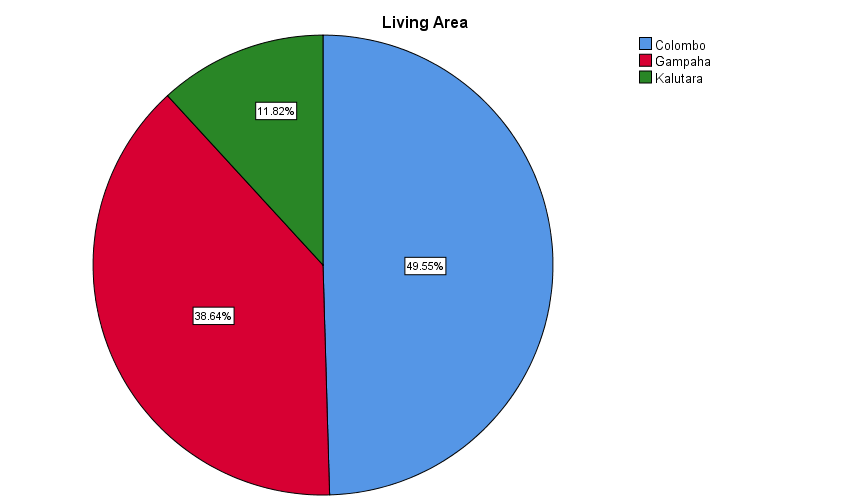 Living Area
Colombo
Gampaha
Kalutara
11.82%
49.55%
38.64%